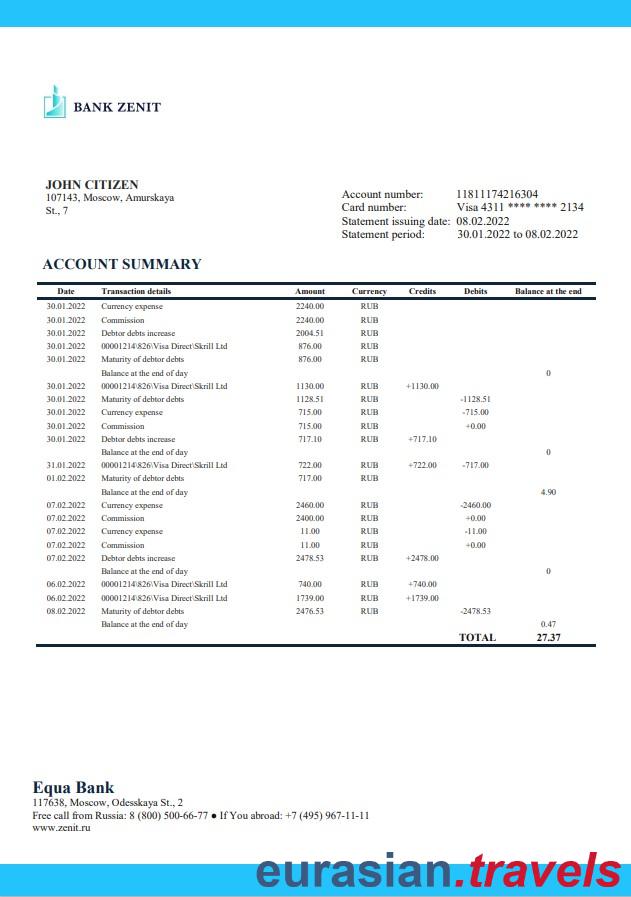 BANK ZENIT
JOHN CITIZEN
107143, Moscow, Amurskaya
St., 7
Account number: 11811174216304
Card number: Visa 4311 **** **** 2134
Statement issuing date: 08.02.2022
Statement period: 30.01.2022 to 08.02.2022
ACCOUNT SUMMARY
Date Transaction details Amount Currency Credits Debits Balance at the end
30.01.2022 Currency expense 2240.00 RUB
30.01.2022 Commission 2240.00 RUB
30.01.2022 Debtor debts increase 2004.51 RUB
30.01.2022 00001214\826\Visa Direct\Skrill Ltd 876.00 RUB
30.01.2022 Maturity of debtor debts 876.00 RUB
Balance at the end of day 0
30.01.2022 00001214\826\Visa Direct\Skrill Ltd 1130.00 RUB +1130.00
30.01.2022 Maturity of debtor debts 1128.51 RUB -1128.51
30.01.2022 Currency expense 715.00 RUB -715.00
30.01.2022 Commission 715.00 RUB +0.00
30.01.2022 Debtor debts increase 717.10 RUB +717.10
Balance at the end of day 0
31.01.2022 00001214\826\Visa Direct\Skrill Ltd 722.00 RUB +722.00 -717.00
01.02.2022 Maturity of debtor debts 717.00 RUB
Balance at the end of day 4.90
07.02.2022 Currency expense 2460.00 RUB -2460.00
07.02.2022 Commission 2400.00 RUB +0.00
07.02.2022 Currency expense 11.00 RUB -11.00
07.02.2022 Commission 11.00 RUB +0.00
07.02.2022 Debtor debts increase 2478.53 RUB +2478.00
Balance at the end of day 0
06.02.2022 00001214\826\Visa Direct\Skrill Ltd 740.00 RUB +740.00
06.02.2022 00001214\826\Visa Direct\Skrill Ltd 1739.00 RUB +1739.00
08.02.2022 Maturity of debtor debts 2476.53 RUB -2478.53
Balance at the end of day 0.47
TOTAL 27.37
Equa Bank
117638, Moscow, Odesskaya St., 2
Free call from Russia: 8 (800) 500-66-77 ● If You abroad: +7 (495) 967-11-11
www.zenit.ru
eurasian.travels